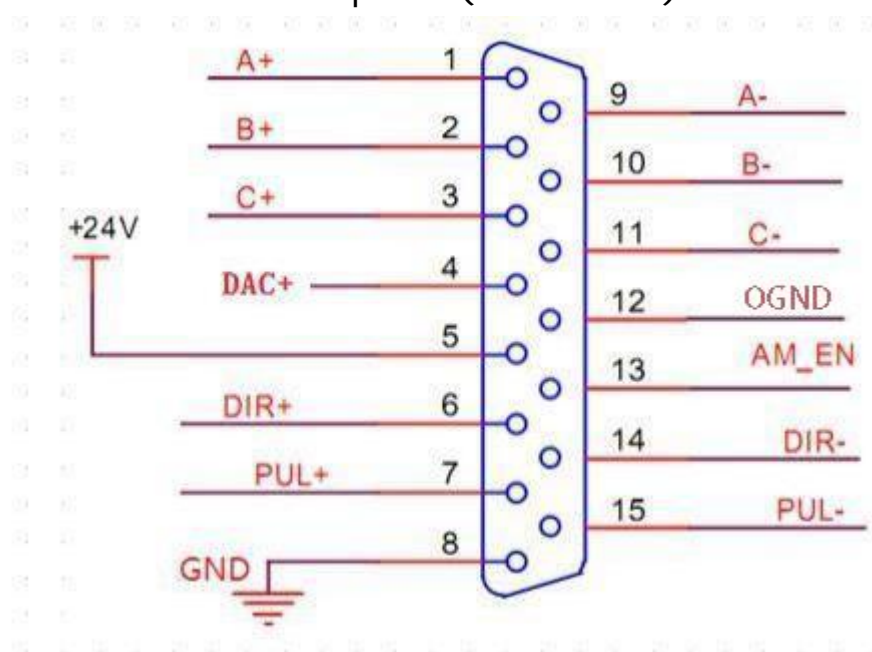 A+ 1
9 A-
B+ 2
10 B-
C+ 3
11 C-
+24V
DAC+ 4
12 OGND
5
13 AM_EN
DIR+ 6
14 DIR-
PUL+ 7
15 PUL-
GND 8